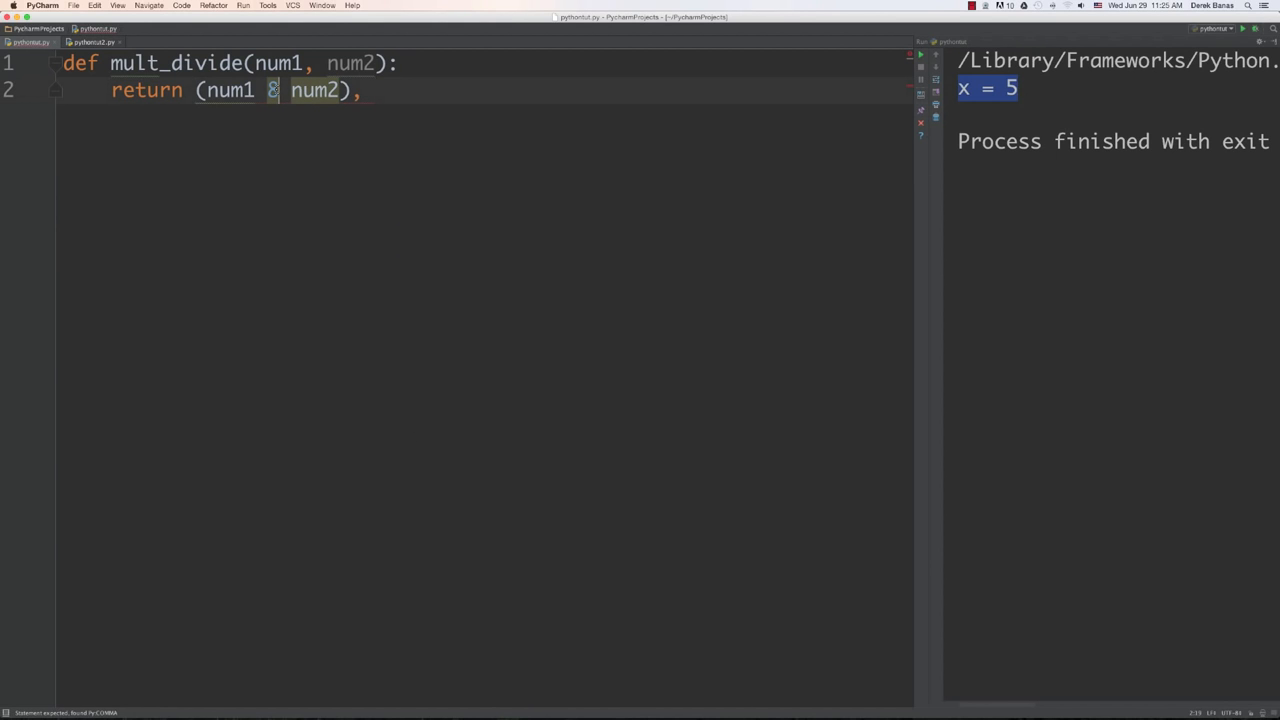 PyCharm File Edit View Navigate Code Refactor Run Tools VCS Window Help
10 Wed Jun 29 11:25 AM Derek Banas
pythontut.py - PycharmProjects - [~/PycharmProjects]
PycharmProjects pythontut.py pythontut
pythontut.py pythontut2.py Run pythontut
1 def mult_divide(num1, num2):
2 return (num1 8 num2),
/Library/Frameworks/Python.
x = 5
Process finished with exit
Statement expected, found Py:COMMA 2:19 LF UTF-8